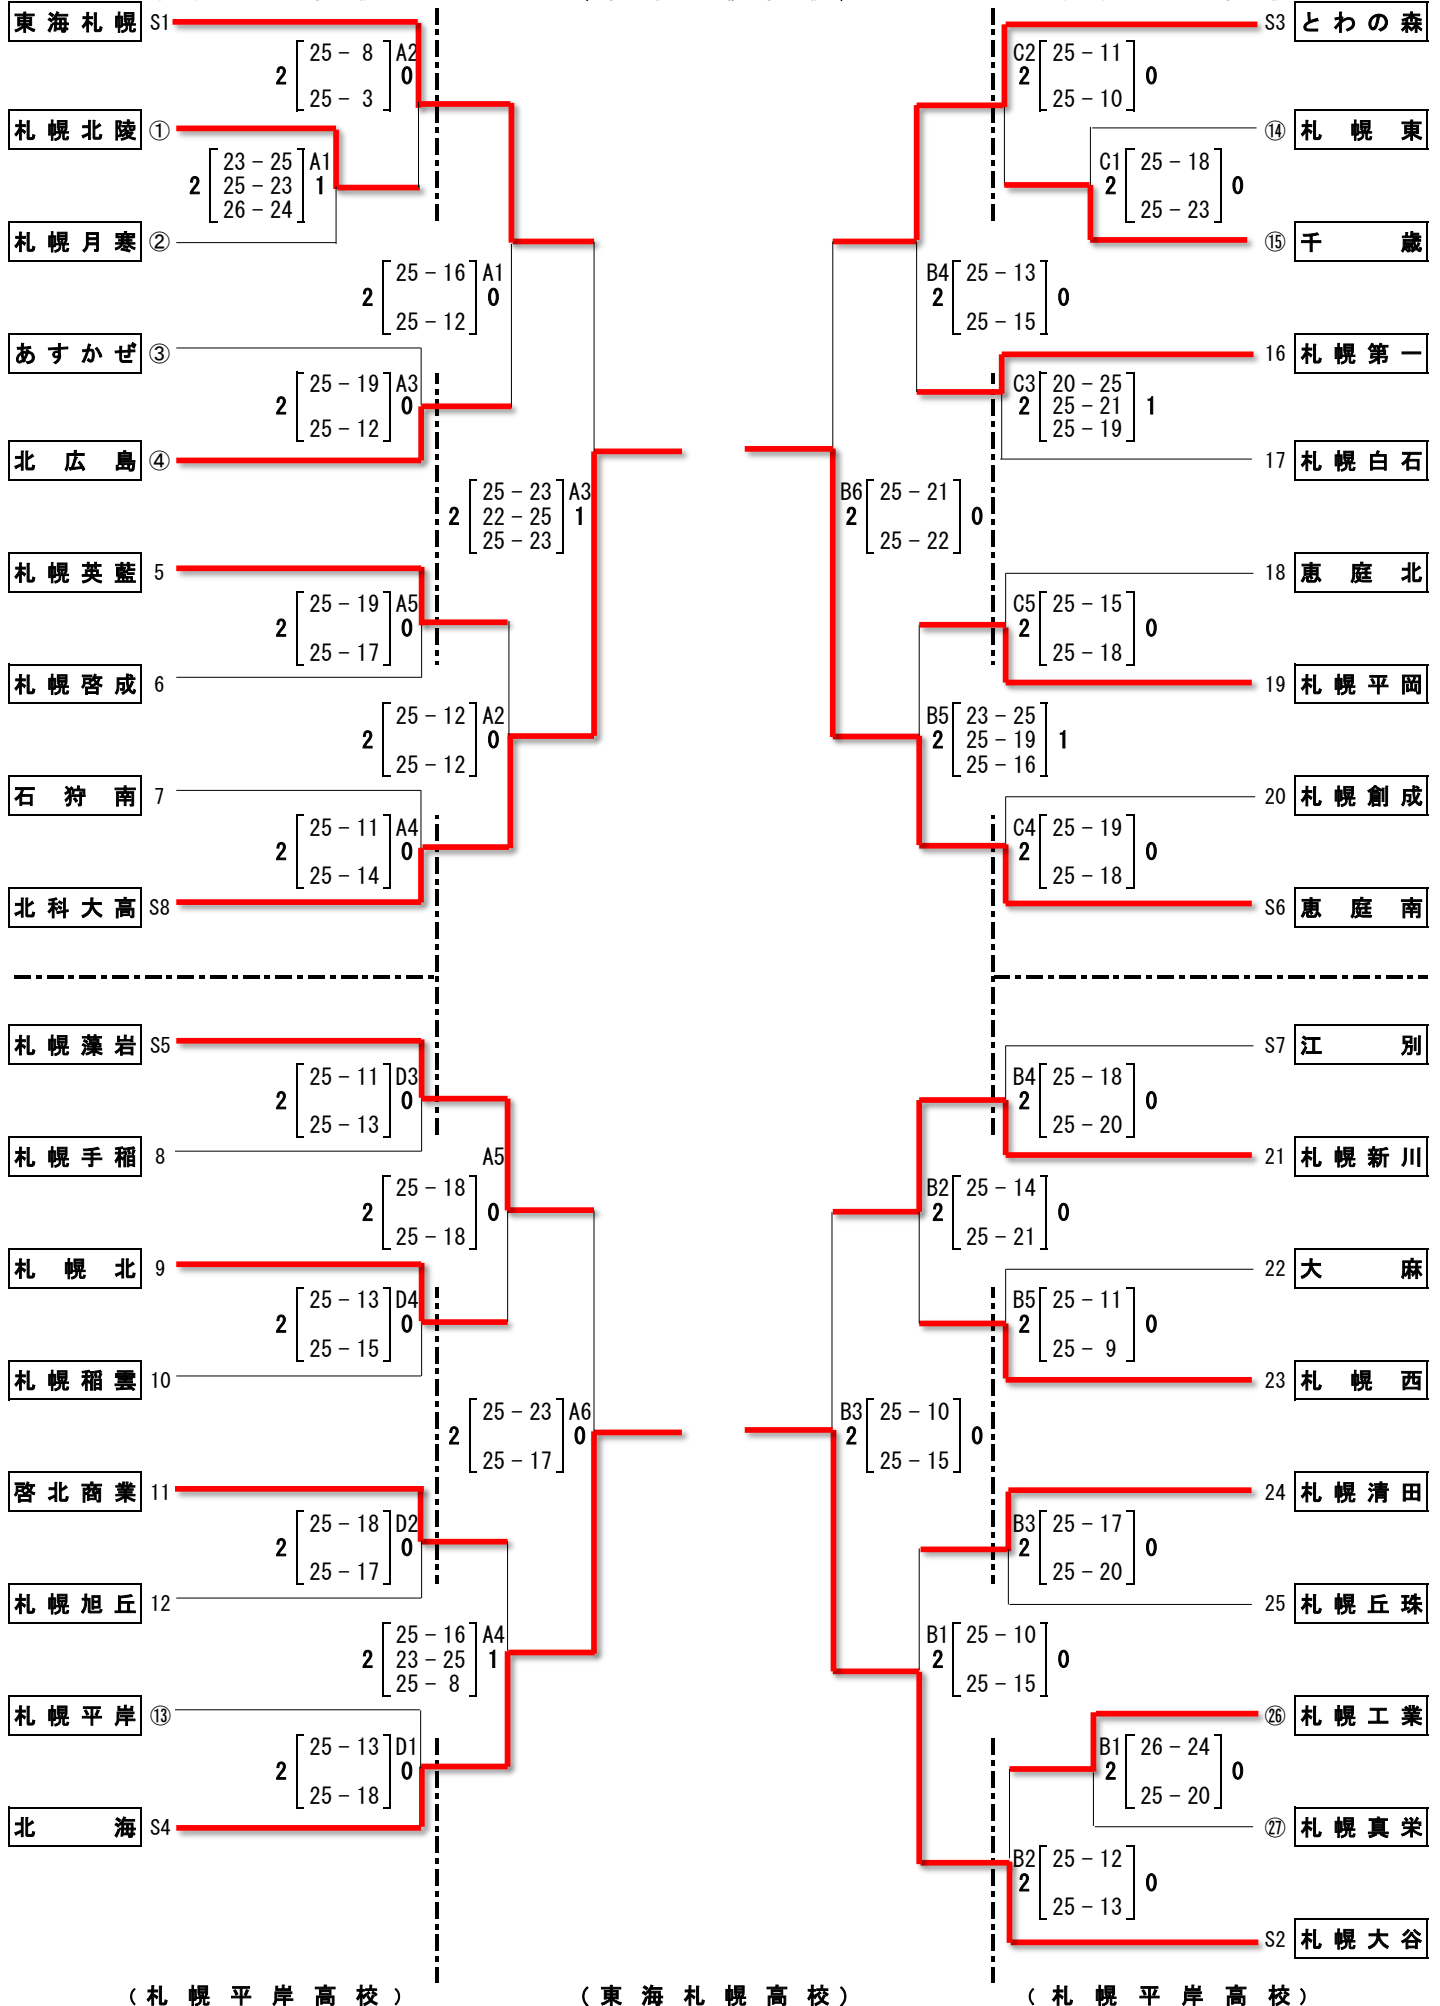 東海札幌 S1
25 － 8 A2
2 0
25 － 3
札幌北陵 ①
23 － 25 A1
2 25 － 23 1
26 － 24
札幌月寒 ②
25 － 16 A1
2 0
25 － 12
あすかぜ ③
25 － 19 A3
2 0
25 － 12
北広島 ④
25 － 23 A3
2 22 － 25 1
25 － 23
札幌英藍 5
25 － 19 A5
2 0
25 － 17
札幌啓成 6
25 － 12 A2
2 0
25 － 12
石狩南 7
25 － 11 A4
2 0
25 － 14
北科大高 S8
札幌藻岩 S5
25 － 11 D3
2 0
25 － 13
札幌手稲 8
A5
25 － 18
2 0
25 － 18
札幌北 9
25 － 13 D4
2 0
25 － 15
札幌稲雲 10
25 － 23 A6
2 0
25 － 17
啓北商業 11
25 － 18 D2
2 0
25 － 17
札幌旭丘 12
25 － 16 A4
2 23 － 25 1
25 － 8
札幌平岸 ⑬
25 － 13 D1
2 0
25 － 18
北海 S4
S3 とわの森
C2 25 － 11
2 0
25 － 10
⑭ 札幌東
C1 25 － 18
2 0
25 － 23
⑮ 千歳
B4 25 － 13
2 0
25 － 15
16 札幌第一
C3 20 － 25
2 25 － 21 1
25 － 19
17 札幌白石
B6 25 － 21
2 0
25 － 22
18 恵庭北
C5 25 － 15
2 0
25 － 18
19 札幌平岡
B5 23 － 25
2 25 － 19 1
25 － 16
20 札幌創成
C4 25 － 19
2 0
25 － 18
S6 恵庭南
S7 江別
B4 25 － 18
2 0
25 － 20
21 札幌新川
B2 25 － 14
2 0
25 － 21
22 大麻
B5 25 － 11
2 0
25 － 9
23 札幌西
B3 25 － 10
2 0
25 － 15
24 札幌清田
B3 25 － 17
2 0
25 － 20
25 札幌丘珠
B1 25 － 10
2 0
25 － 15
㉖ 札幌工業
B1 26 － 24
2 0
25 － 20
㉗ 札幌真栄
B2 25 － 12
2 0
25 － 13
S2 札幌大谷
（札幌平岸高校） （東海札幌高校） （札幌平岸高校）